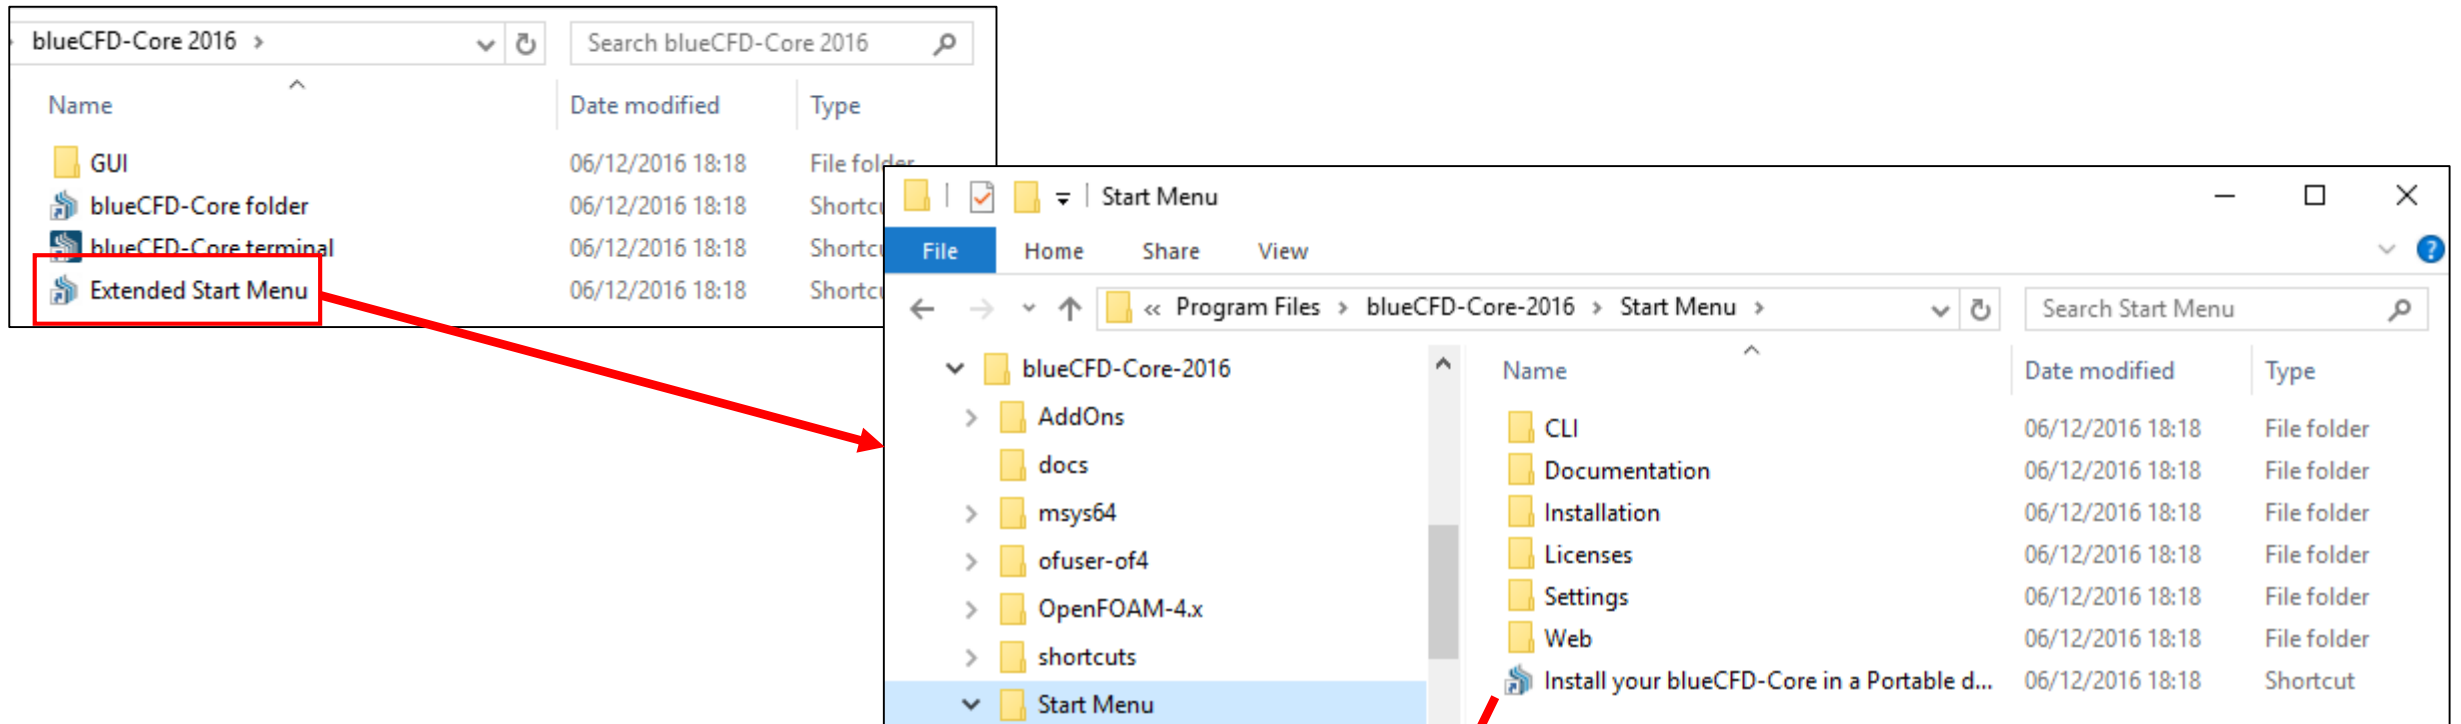 blueCFD-Core 2016 >
Search blueCFD-Core 2016
Name Date modified Type
GUI 06/12/2016 18:18 File folder
blueCFD-Core folder 06/12/2016 18:18 Shortcu
blueCFD-Core terminal 06/12/2016 18:18 Shortcu
Extended Start Menu 06/12/2016 18:18 Shortcu
Start Menu
File Home Share View
« Program Files > blueCFD-Core-2016 > Start Menu >
Search Start Menu
blueCFD-Core-2016
AddOns
docs
msys64
ofuser-of4
OpenFOAM-4.x
shortcuts
Start Menu
Name Date modified Type
CLI 06/12/2016 18:18 File folder
Documentation 06/12/2016 18:18 File folder
Installation 06/12/2016 18:18 File folder
Licenses 06/12/2016 18:18 File folder
Settings 06/12/2016 18:18 File folder
Web 06/12/2016 18:18 File folder
Install your blueCFD-Core in a Portable d... 06/12/2016 18:18 Shortcut